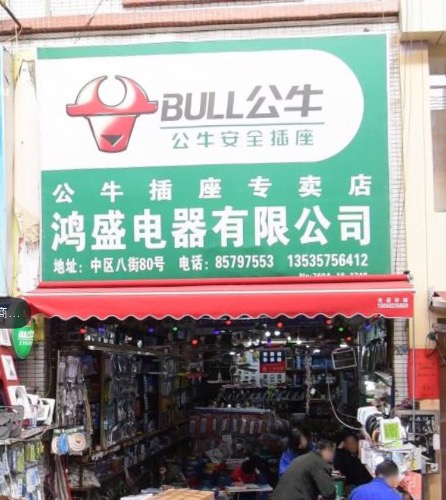 BULL公牛
公牛安全插座
公牛插座专卖店
鸿盛电器有限公司
地址：中区八街80号 电话：85797553 13535756412